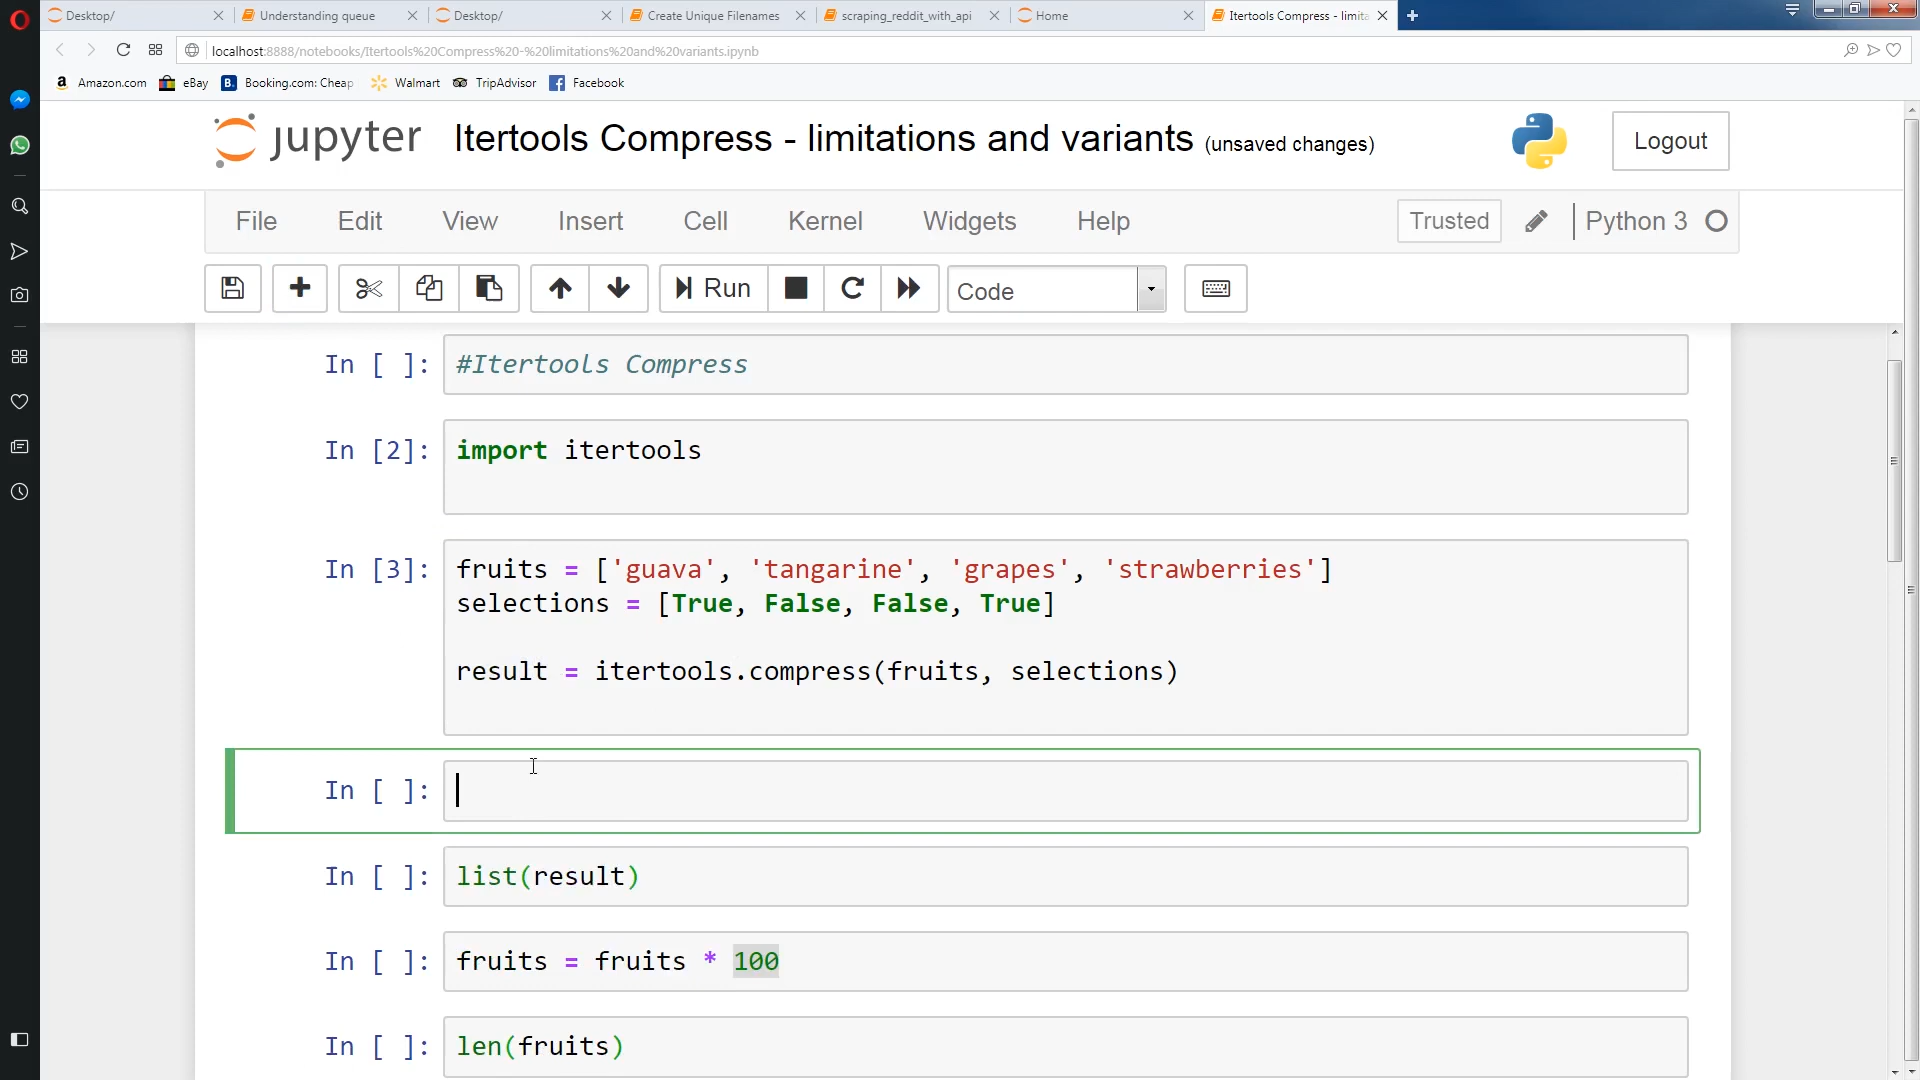 Desktop/
Understanding queue
Desktop/
Create Unique Filenames
scraping_reddit_with_api
Home
Itertools Compress - limita
localhost:8888/notebooks/Itertools%20Compress%20-%20limitations%20and%20variants.ipynb
Amazon.com
eBay
Booking.com: Cheap
Walmart
TripAdvisor
Facebook
jupyter
Itertools Compress - limitations and variants (unsaved changes)
Logout
File
Edit
View
Insert
Cell
Kernel
Widgets
Help
Trusted
Python 3
Run
Code
In [ ]: #Itertools Compress
In [2]: import itertools
In [3]: fruits = ['guava', 'tangarine', 'grapes', 'strawberries']
selections = [True, False, False, True]
result = itertools.compress(fruits, selections)
In [ ]:
In [ ]: list(result)
In [ ]: fruits = fruits * 100
In [ ]: len(fruits)